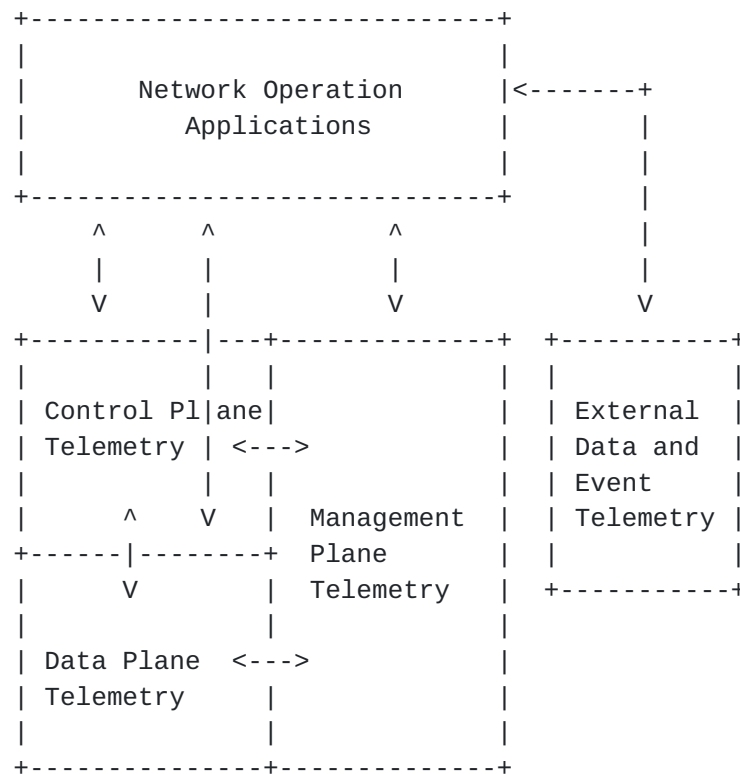 +------------------------------+
|                              |
|       Network Operation      |<-------+
|          Applications        |        |
|                              |        |
+------------------------------+        |
     ^      ^           ^               |
     |      |           |               |
     V      |           V               V
+-----------|---+--------------+  +-----------+
|           |   |              |  |           |
| Control Pl|ane|              |  | External  |
| Telemetry | <--->            |  | Data and  |
|           |   |              |  | Event     |
|      ^    V   |  Management  |  | Telemetry |
+------|--------+  Plane       |  |           |
|      V        |  Telemetry   |  +-----------+
|               |              |
| Data Plane  <--->            |
| Telemetry     |              |
|               |              |
+---------------+--------------+